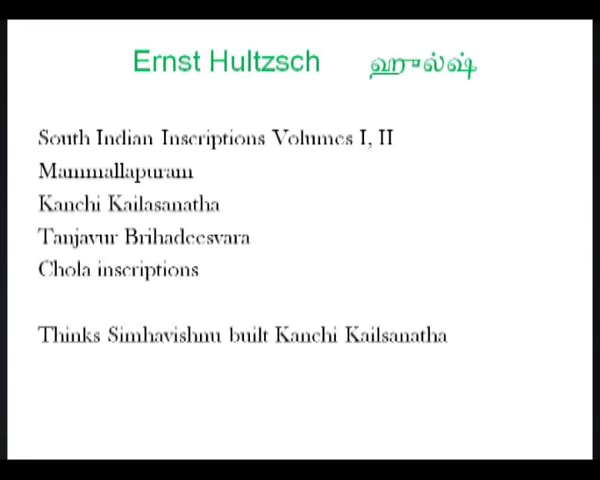 Ernst Hultzsch ஹுல்ஷ்
South Indian Inscriptions Volumes I, II
Mammallapuram
Kanchi Kailasanatha
Tanjavur Brihadeesvara
Chola inscriptions
Thinks Simhavishnu built Kanchi Kailsanatha